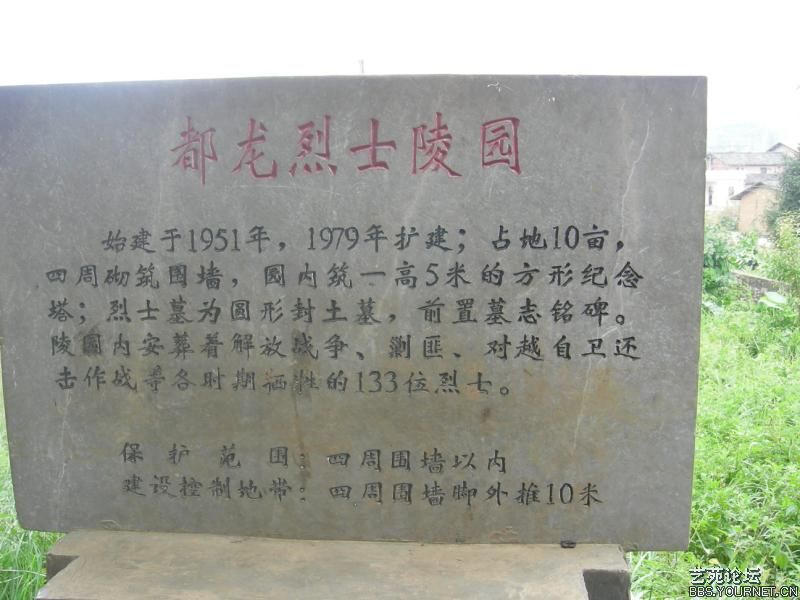 都龙烈士陵园
始建于1951年，1979年扩建；占地10亩，
四周砌筑围墙，园内筑一高5米的方形纪念
塔；烈士墓为圆形封土墓，前置墓志铭碑。
陵园内安葬着解放战争、剿匪、对越自卫还
击作战等各时期牺牲的133位烈士。
保护范围：四周围墙以内
建设控制地带：四周围墙脚外推10米
艺苑论坛
BBS.YOURNET.CN